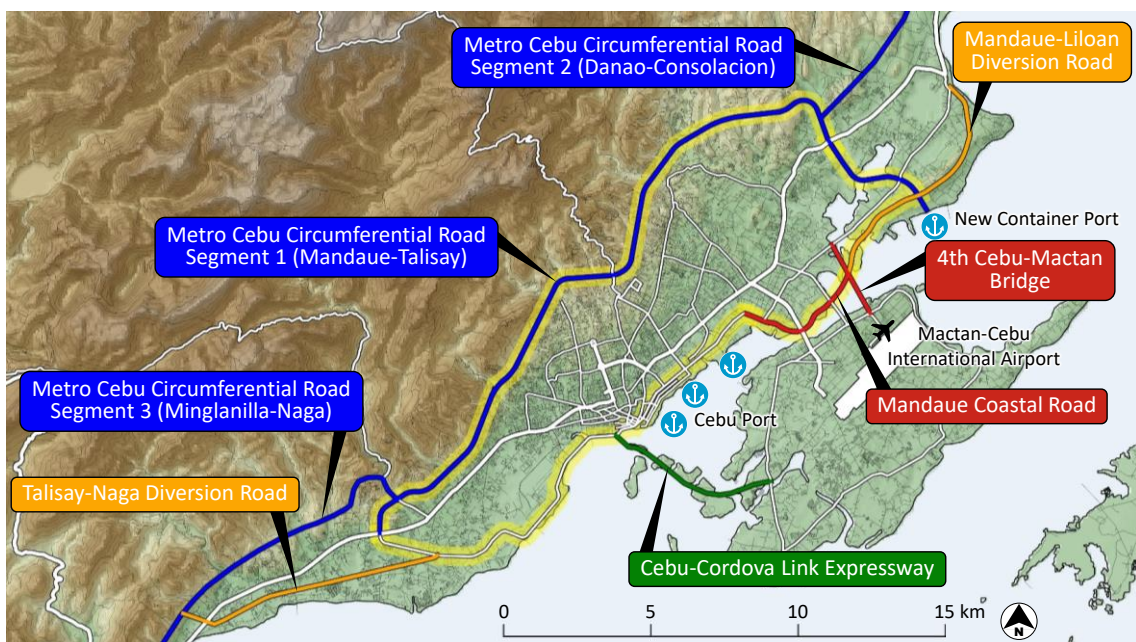 Metro Cebu Circumferential Road
Segment 2 (Danao-Consolacion)
Mandaue-Liloan
Diversion Road
Metro Cebu Circumferential Road
Segment 1 (Mandaue-Talisay)
New Container Port
4th Cebu-Mactan
Bridge
Mactan-Cebu
International Airport
Metro Cebu Circumferential Road
Segment 3 (Minglanilla-Naga)
Mandaue Coastal Road
Cebu Port
Talisay-Naga Diversion Road
Cebu-Cordova Link Expressway
0 5 10 15 km
N